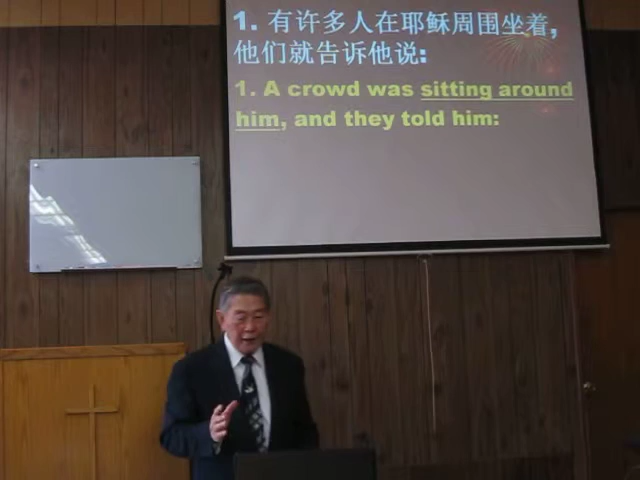 1. 有许多人在耶稣周围坐着,
他们就告诉他说:
1. A crowd was sitting around
him, and they told him: